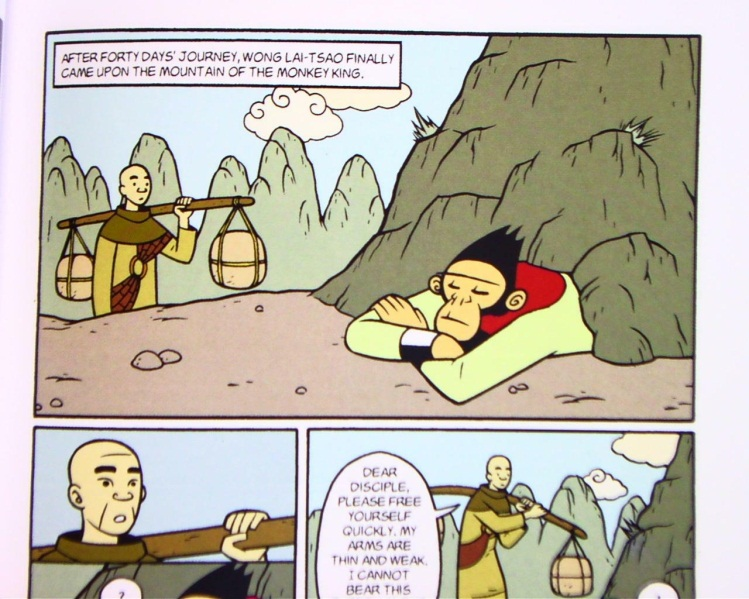 AFTER FORTY DAYS' JOURNEY, WONG LAI-TSAO FINALLY
CAME UPON THE MOUNTAIN OF THE MONKEY KING.
DEAR
DISCIPLE,
PLEASE FREE
YOURSELF
QUICKLY. MY
ARMS ARE
THIN AND WEAK.
I CANNOT
BEAR THIS
?